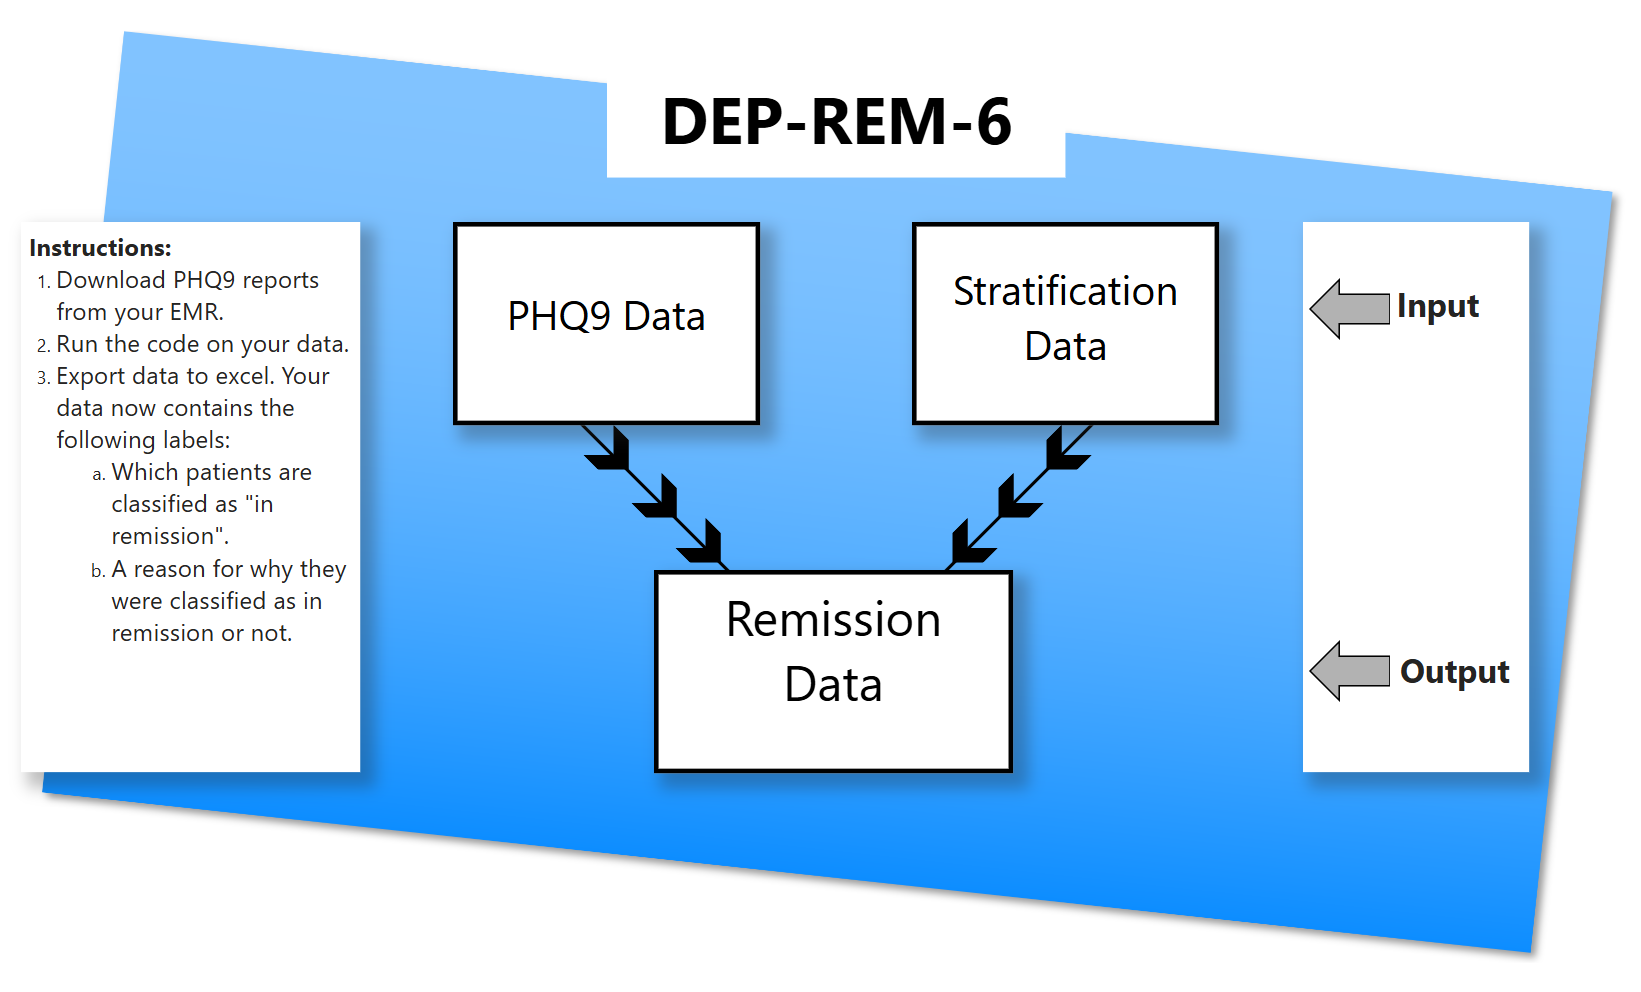 DEP-REM-6
Instructions:
1. Download PHQ9 reports
from your EMR.
2. Run the code on your data.
3. Export data to excel. Your
data now contains the
following labels:
a. Which patients are
classified as "in
remission".
b. A reason for why they
were classified as in
remission or not.
PHQ9 Data
Stratification
Data
Remission
Data
Input
Output